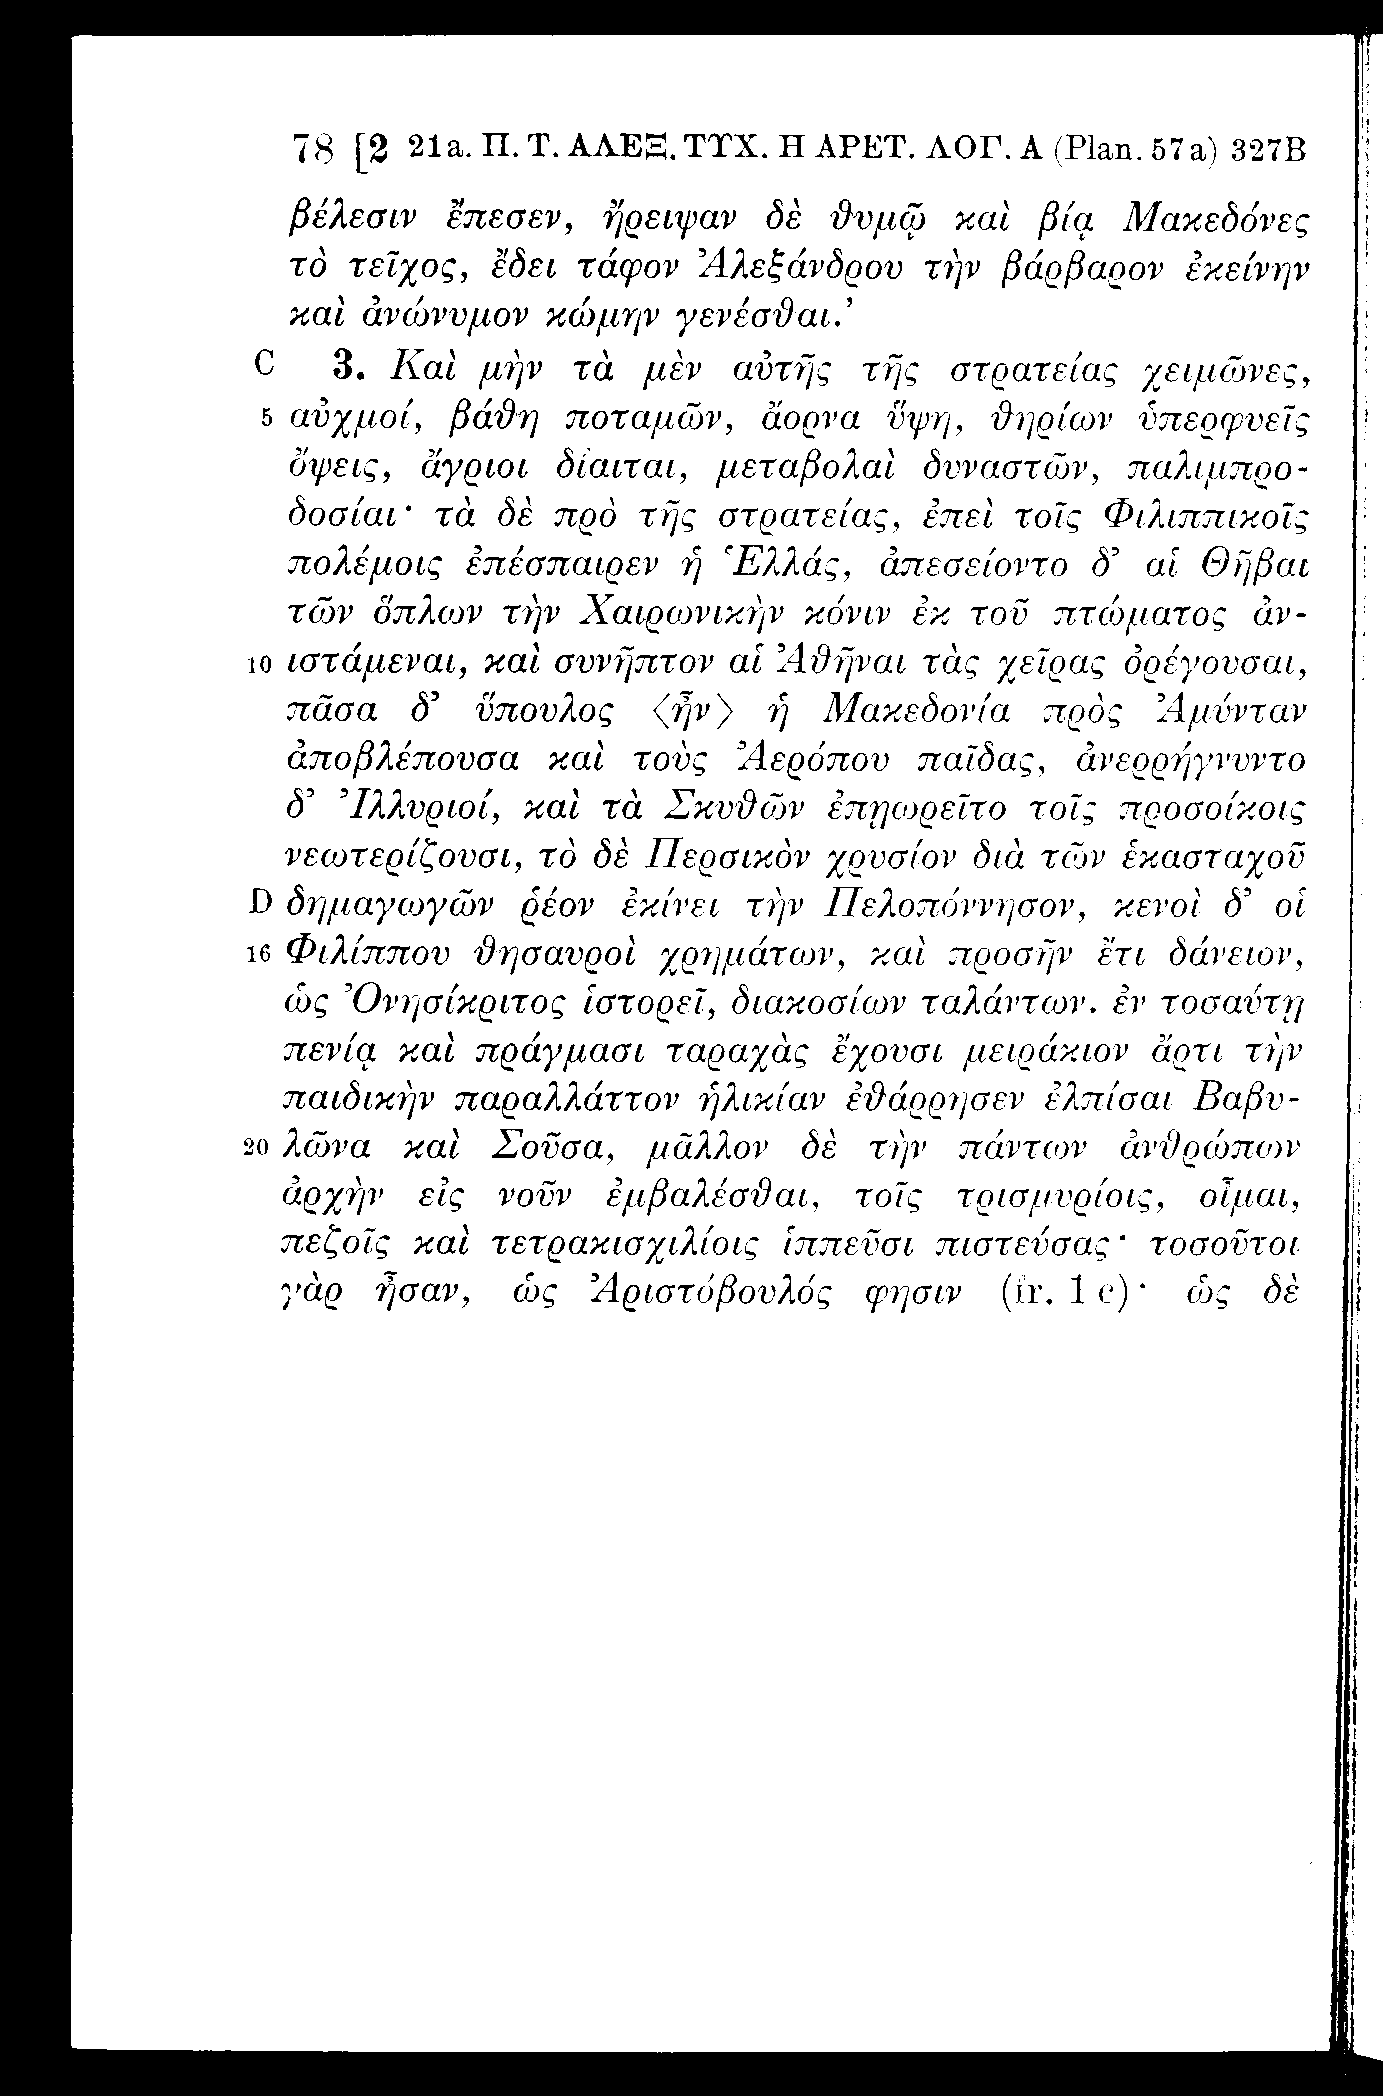 78 [2 21a. Π. Τ. ΑΛΕΞ. ΤΥΧ. Η ΑΡΕΤ. ΛΟΓ. Α (Plan. 57a) 327B
βέλεσιν ἔπεσεν, ἤρειψαν δὲ θυμῷ καὶ βίᾳ Μακεδόνες
τὸ τεῖχος, ἔδει τάφον Ἀλεξάνδρου τὴν βάρβαρον ἐκείνην
καὶ ἀνώνυμον κώμην γενέσθαι.’
C 3. Καὶ μὴν τὰ μὲν αὐτῆς τῆς στρατείας χειμῶνες,
5 αὐχμοί, βάθη ποταμῶν, ἄορνα ὕψη, θηρίων ὑπερφυεῖς
ὄψεις, ἄγριοι δίαιται, μεταβολαὶ δυναστῶν, παλιμπρο-
δοσίαι· τὰ δὲ πρὸ τῆς στρατείας, ἐπεὶ τοῖς Φιλιππικοῖς
πολέμοις ἐπέσπαιρεν ἡ Ἑλλάς, ἀπεσείοντο δ’ αἱ Θῆβαι
τῶν ὅπλων τὴν Χαιρωνικὴν κόνιν ἐκ τοῦ πτώματος ἀν-
10 ιστάμεναι, καὶ συνῆπτον αἱ Ἀθῆναι τὰς χεῖρας ὀρέγουσαι,
πᾶσα δ’ ὕπουλος ⟨ἦν⟩ ἡ Μακεδονία πρὸς Ἀμύνταν
ἀποβλέπουσα καὶ τοὺς Ἀερόπου παῖδας, ἀνερρήγνυντο
δ’ Ἰλλυριοί, καὶ τὰ Σκυθῶν ἐπῃωρεῖτο τοῖς προσοίκοις
νεωτερίζουσι, τὸ δὲ Περσικὸν χρυσίον διὰ τῶν ἑκασταχοῦ
D δημαγωγῶν ῥέον ἐκίνει τὴν Πελοπόννησον, κενοὶ δ’ οἱ
16 Φιλίππου θησαυροὶ χρημάτων, καὶ προσῆν ἔτι δάνειον,
ὡς Ὀνησίκριτος ἱστορεῖ, διακοσίων ταλάντων. ἐν τοσαύτῃ
πενίᾳ καὶ πράγμασι ταραχὰς ἔχουσι μειράκιον ἄρτι τὴν
παιδικὴν παραλλάττον ἡλικίαν ἐθάρρησεν ἐλπίσαι Βαβυ-
20 λῶνα καὶ Σοῦσα, μᾶλλον δὲ τὴν πάντων ἀνθρώπων
ἀρχὴν εἰς νοῦν ἐμβαλέσθαι, τοῖς τρισμυρίοις, οἶμαι,
πεζοῖς καὶ τετρακισχιλίοις ἱππεῦσι πιστεύσας· τοσοῦτοι
γὰρ ἦσαν, ὡς Ἀριστόβουλός φησιν (fr. 1 c)· ὡς δὲ